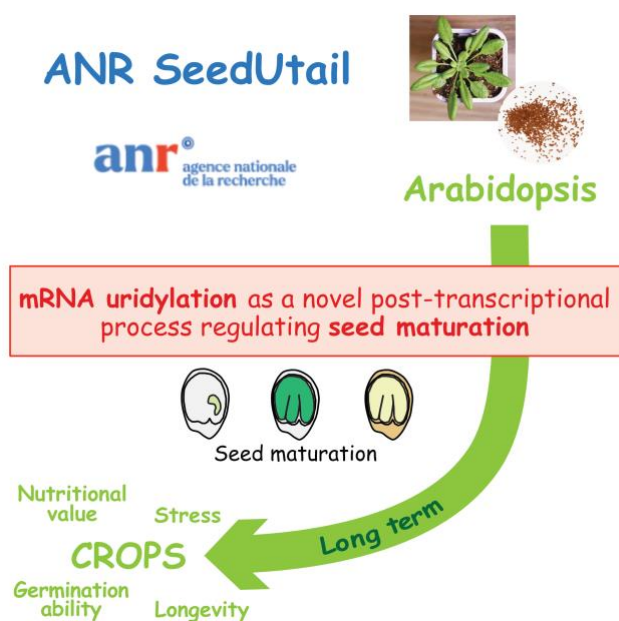 ANR SeedUtail
anr
agence nationale
de la recherche
Arabidopsis
mRNA uridylation as a novel post-transcriptional
process regulating seed maturation
Seed maturation
Nutritional
value
Stress
Long term
CROPS
Germination
ability
Longevity